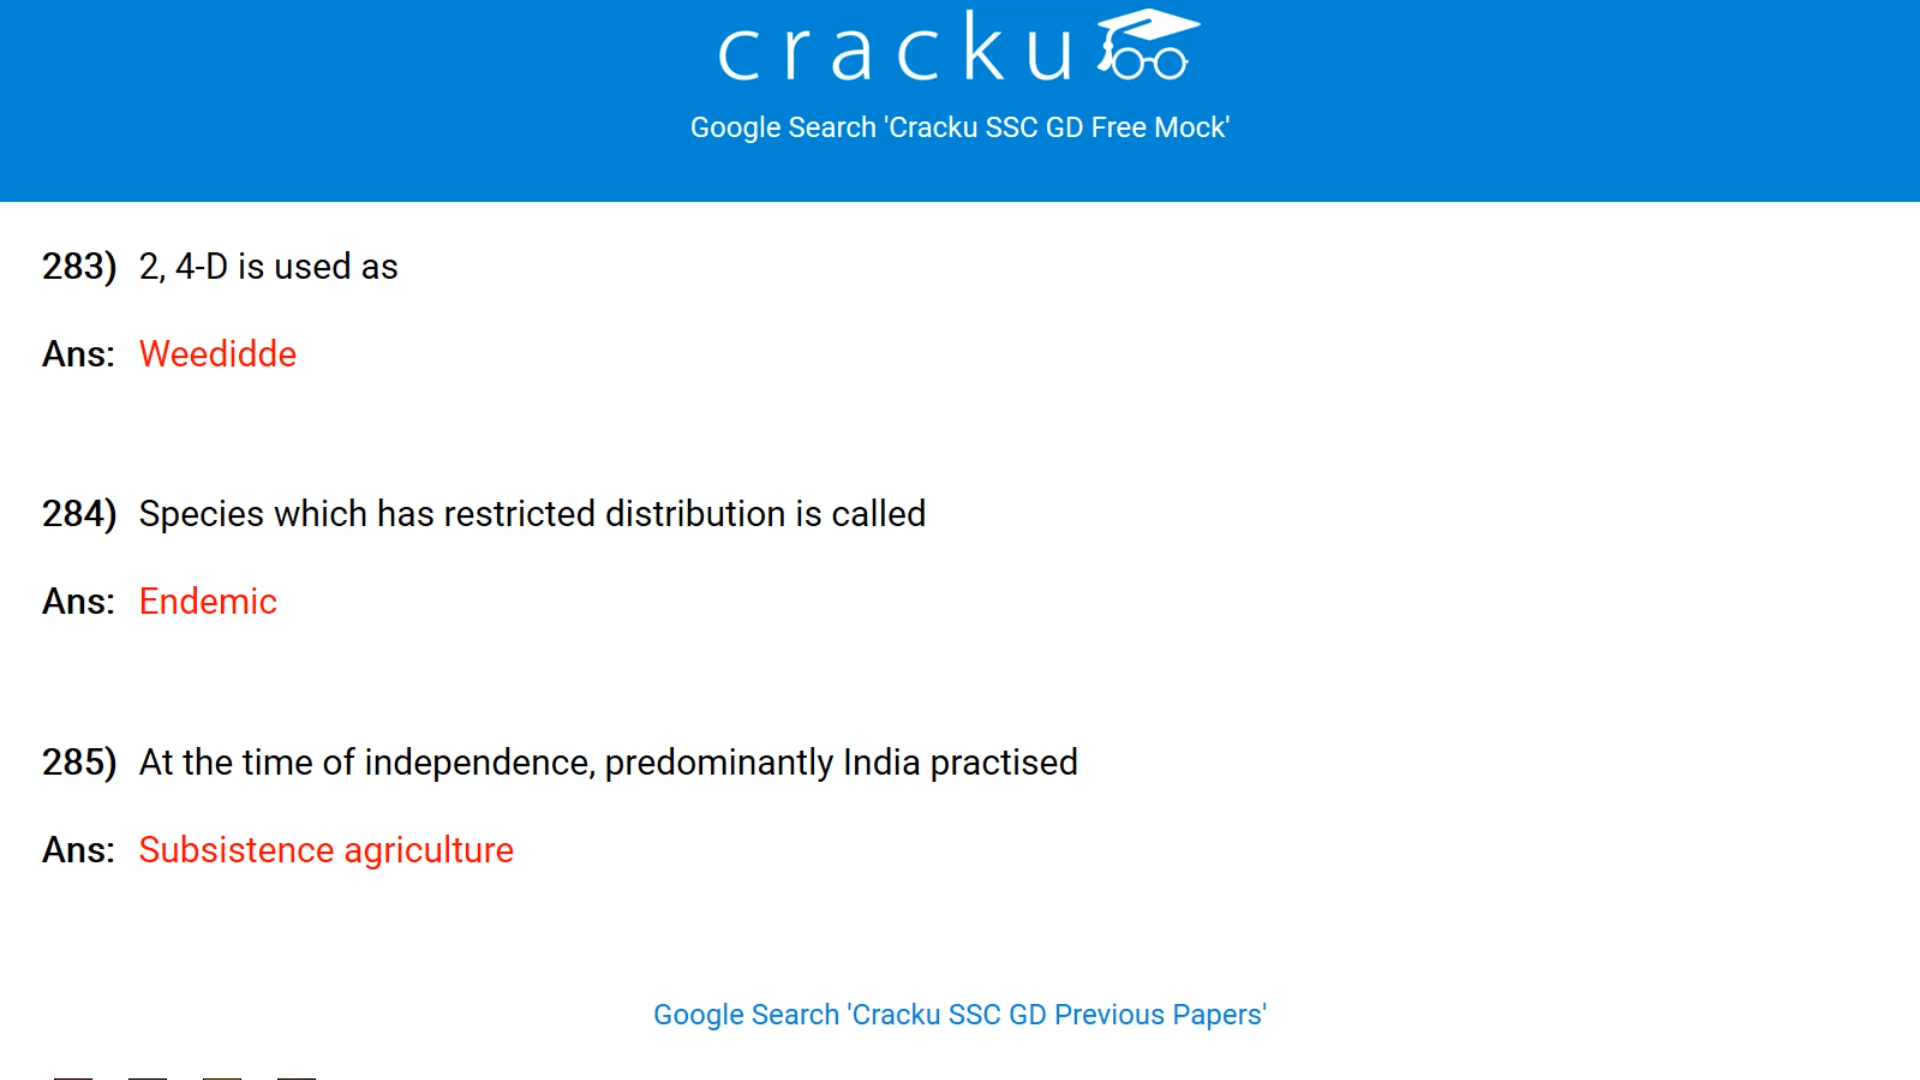 cracku
Google Search 'Cracku SSC GD Free Mock'
283) 2, 4-D is used as
Ans: Weedidde
284) Species which has restricted distribution is called
Ans: Endemic
285) At the time of independence, predominantly India practised
Ans: Subsistence agriculture
Google Search 'Cracku SSC GD Previous Papers'